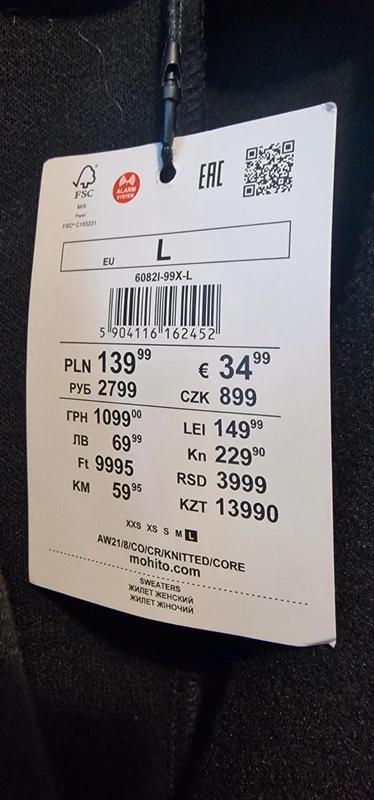 FSC
MIX
Paper
FSC® C153231
ALARM
SYSTEM
EAC
EU L
6082I-99X-L
5 904116 162452
PLN 139 99
€ 34 99
РУБ 2799
CZK 899
ГРН 1099 00
LEI 149 99
ЛВ 69 99
Kn 229 90
Ft 9995
RSD 3999
KM 59 95
KZT 13990
XXS XS S M L
AW21/8/CO/CR/KNITTED/CORE
mohito.com
SWEATERS
ЖИЛЕТ ЖЕНСКИЙ
ЖИЛЕТ ЖІНОЧИЙ